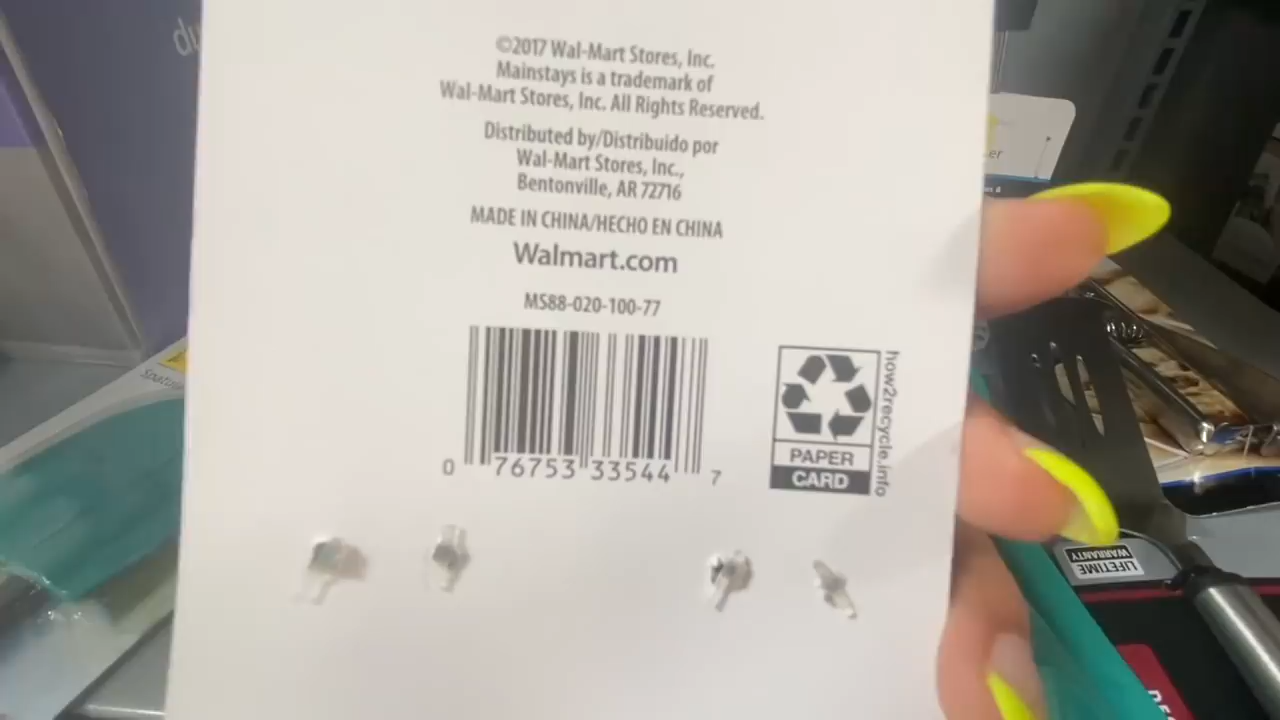 du
©2017 Wal-Mart Stores, Inc.
Mainstays is a trademark of
Wal-Mart Stores, Inc. All Rights Reserved.
Distributed by/Distribuido por
Wal-Mart Stores, Inc.,
Bentonville, AR 72716
MADE IN CHINA/HECHO EN CHINA
Walmart.com
MS88-020-100-77
0 76753 33544 7
PAPER
CARD
how2recycle.info
LIFETIME
WARRANTY